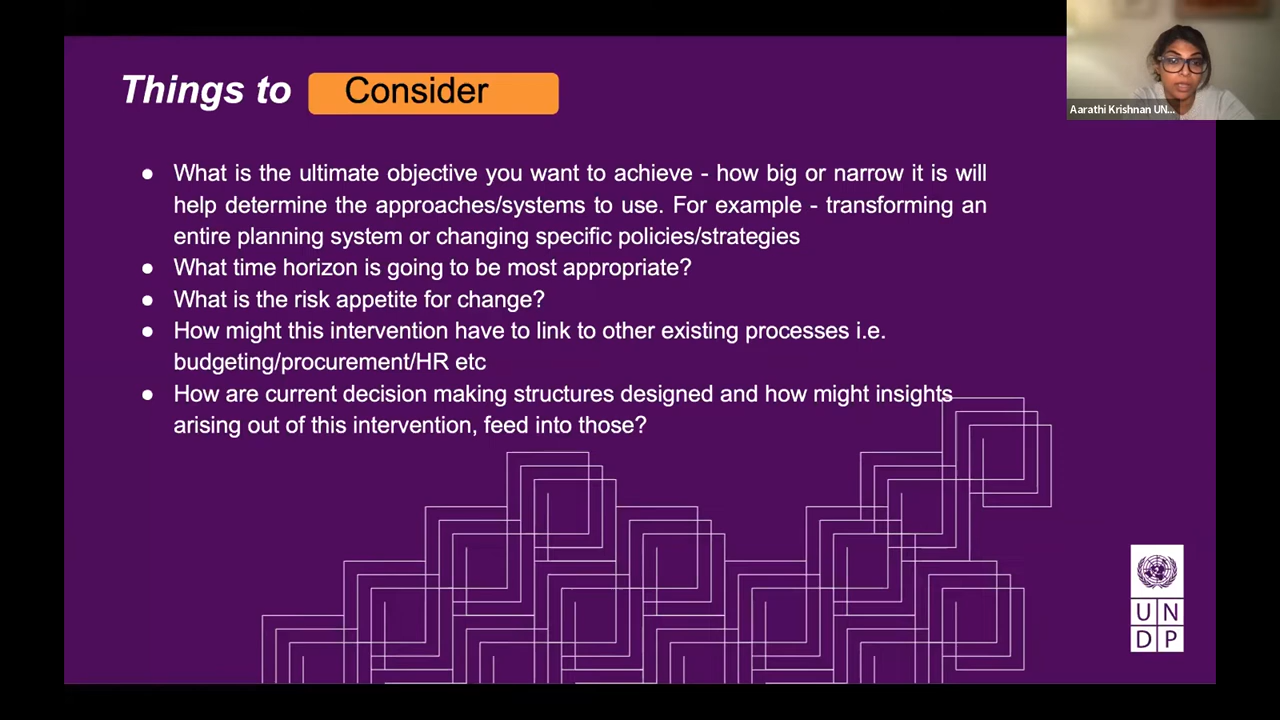 Things to Consider
What is the ultimate objective you want to achieve - how big or narrow it is will
help determine the approaches/systems to use. For example - transforming an
entire planning system or changing specific policies/strategies
What time horizon is going to be most appropriate?
What is the risk appetite for change?
How might this intervention have to link to other existing processes i.e.
budgeting/procurement/HR etc
How are current decision making structures designed and how might insights
arising out of this intervention, feed into those?
Aarathi Krishnan UN...
U N
D P